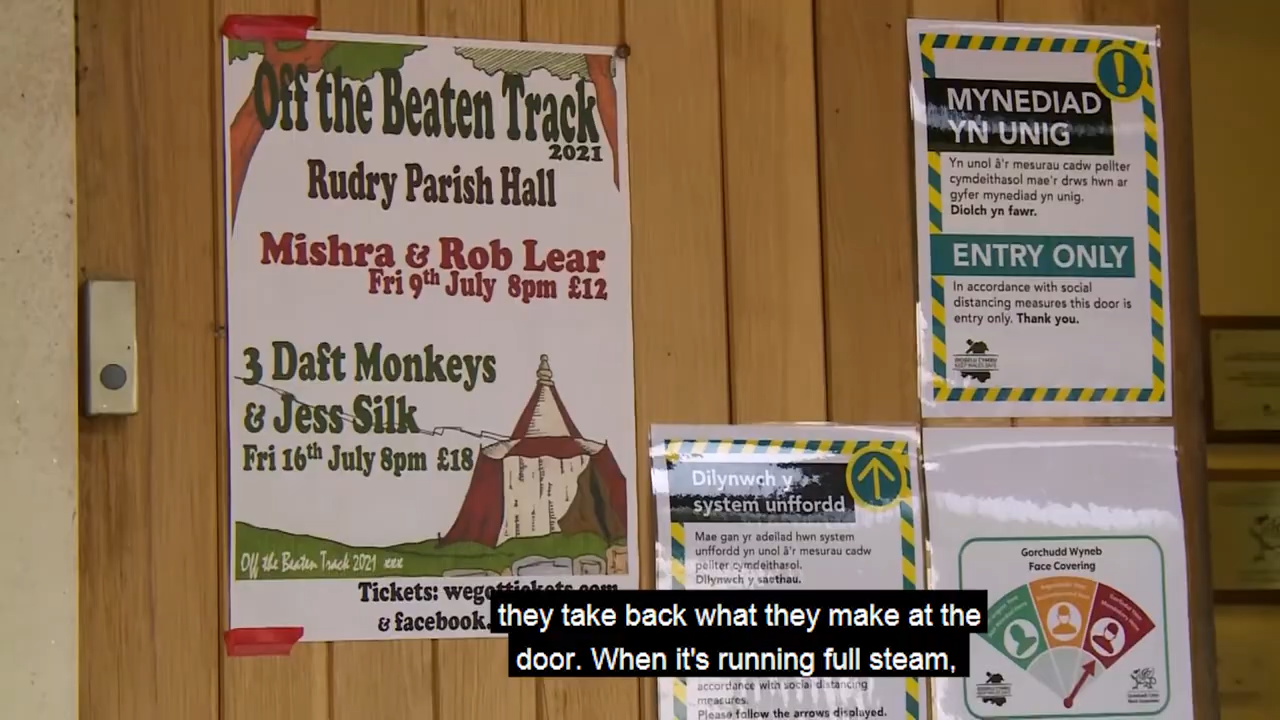 Off the Beaten Track
2021
Rudry Parish Hall
Mishra & Rob Lear
Fri 9th July 8pm £12
3 Daft Monkeys
& Jess Silk
Fri 16th July 8pm £18
Off the Beaten Track 2021 xxx
Tickets: wegottickets.com
& facebook.
MYNEDIAD
YN UNIG
Yn unol â'r mesurau cadw pellter
cymdeithasol mae'r drws hwn ar
gyfer mynediad yn unig.
Diolch yn fawr.
ENTRY ONLY
In accordance with social
distancing measures this door is
entry only. Thank you.
Dilynwch y
system unffordd
Mae gan yr adeilad hwn system
unffordd yn unol â'r mesurau cadw
pellter cymdeithasol.
Dilynwch y saethau.
accordance with social distancing
measures.
Please follow the arrows displayed.
Gorchudd Wyneb
Face Covering
they take back what they make at the
door. When it's running full steam,